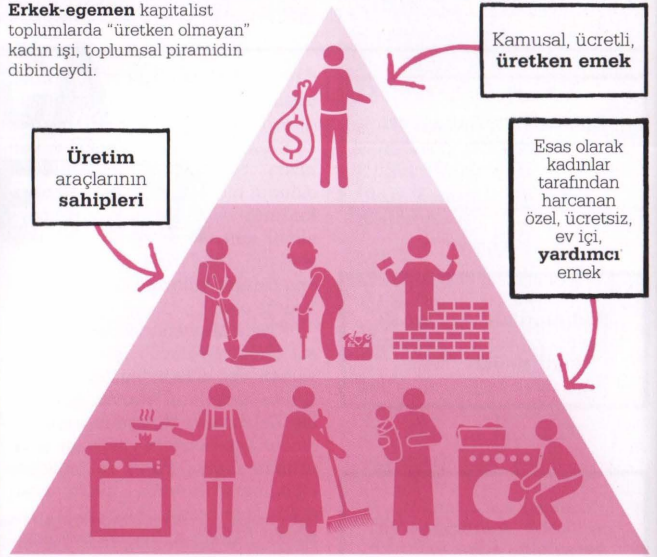 Erkek-egemen kapitalist
toplumlarda "üretken olmayan"
kadın işi, toplumsal piramidin
dibindeydi.
Kamusal, ücretli,
üretken emek
Üretim
araçlarının
sahipleri
Esas olarak
kadınlar
tarafından
harcanan
özel, ücretsiz,
ev içi,
yardımcı
emek
$